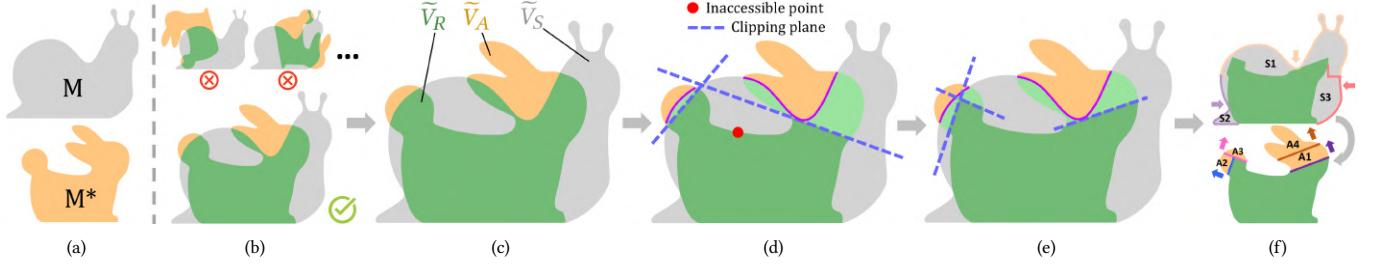 M
M*
(a)
...
(b)
Ṽ_R
Ṽ_A
Ṽ_S
(c)
Inaccessible point
Clipping plane
(d)
(e)
S1
S3
S2
A3
A2
A4
A1
(f)